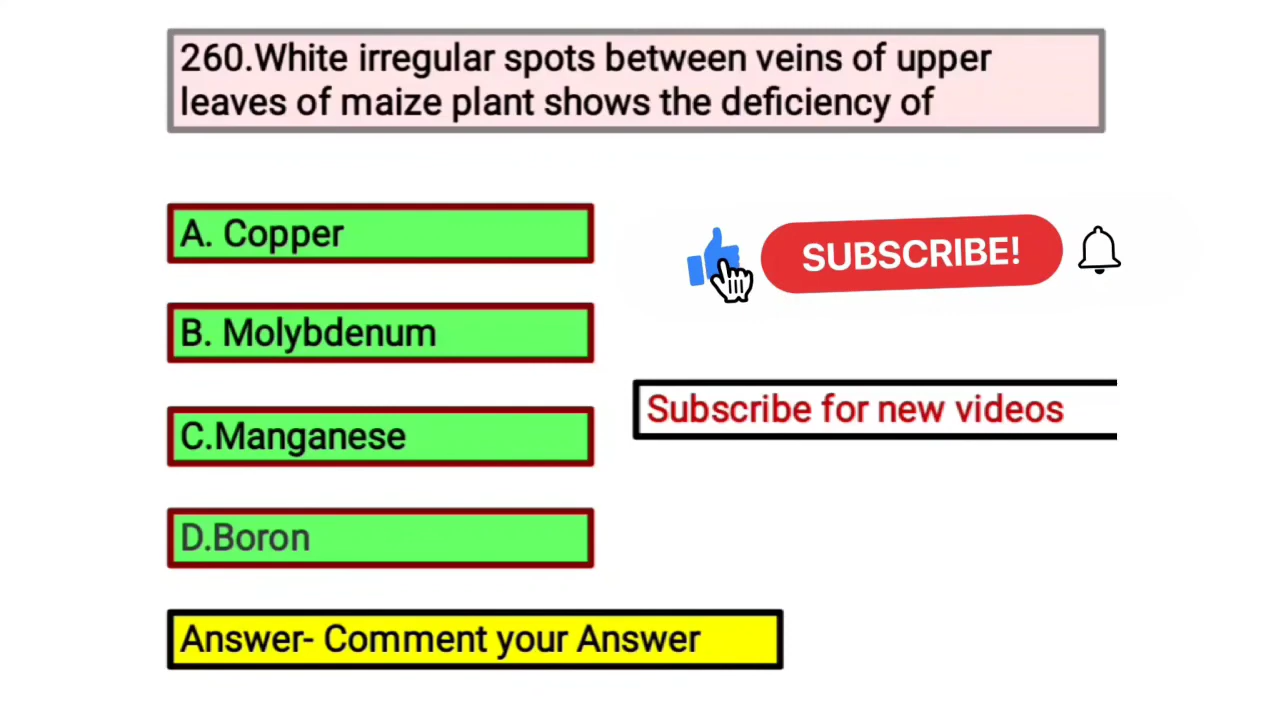 260.White irregular spots between veins of upper
leaves of maize plant shows the deficiency of
A. Copper
SUBSCRIBE!
B. Molybdenum
Subscribe for new videos
C.Manganese
D.Boron
Answer- Comment your Answer